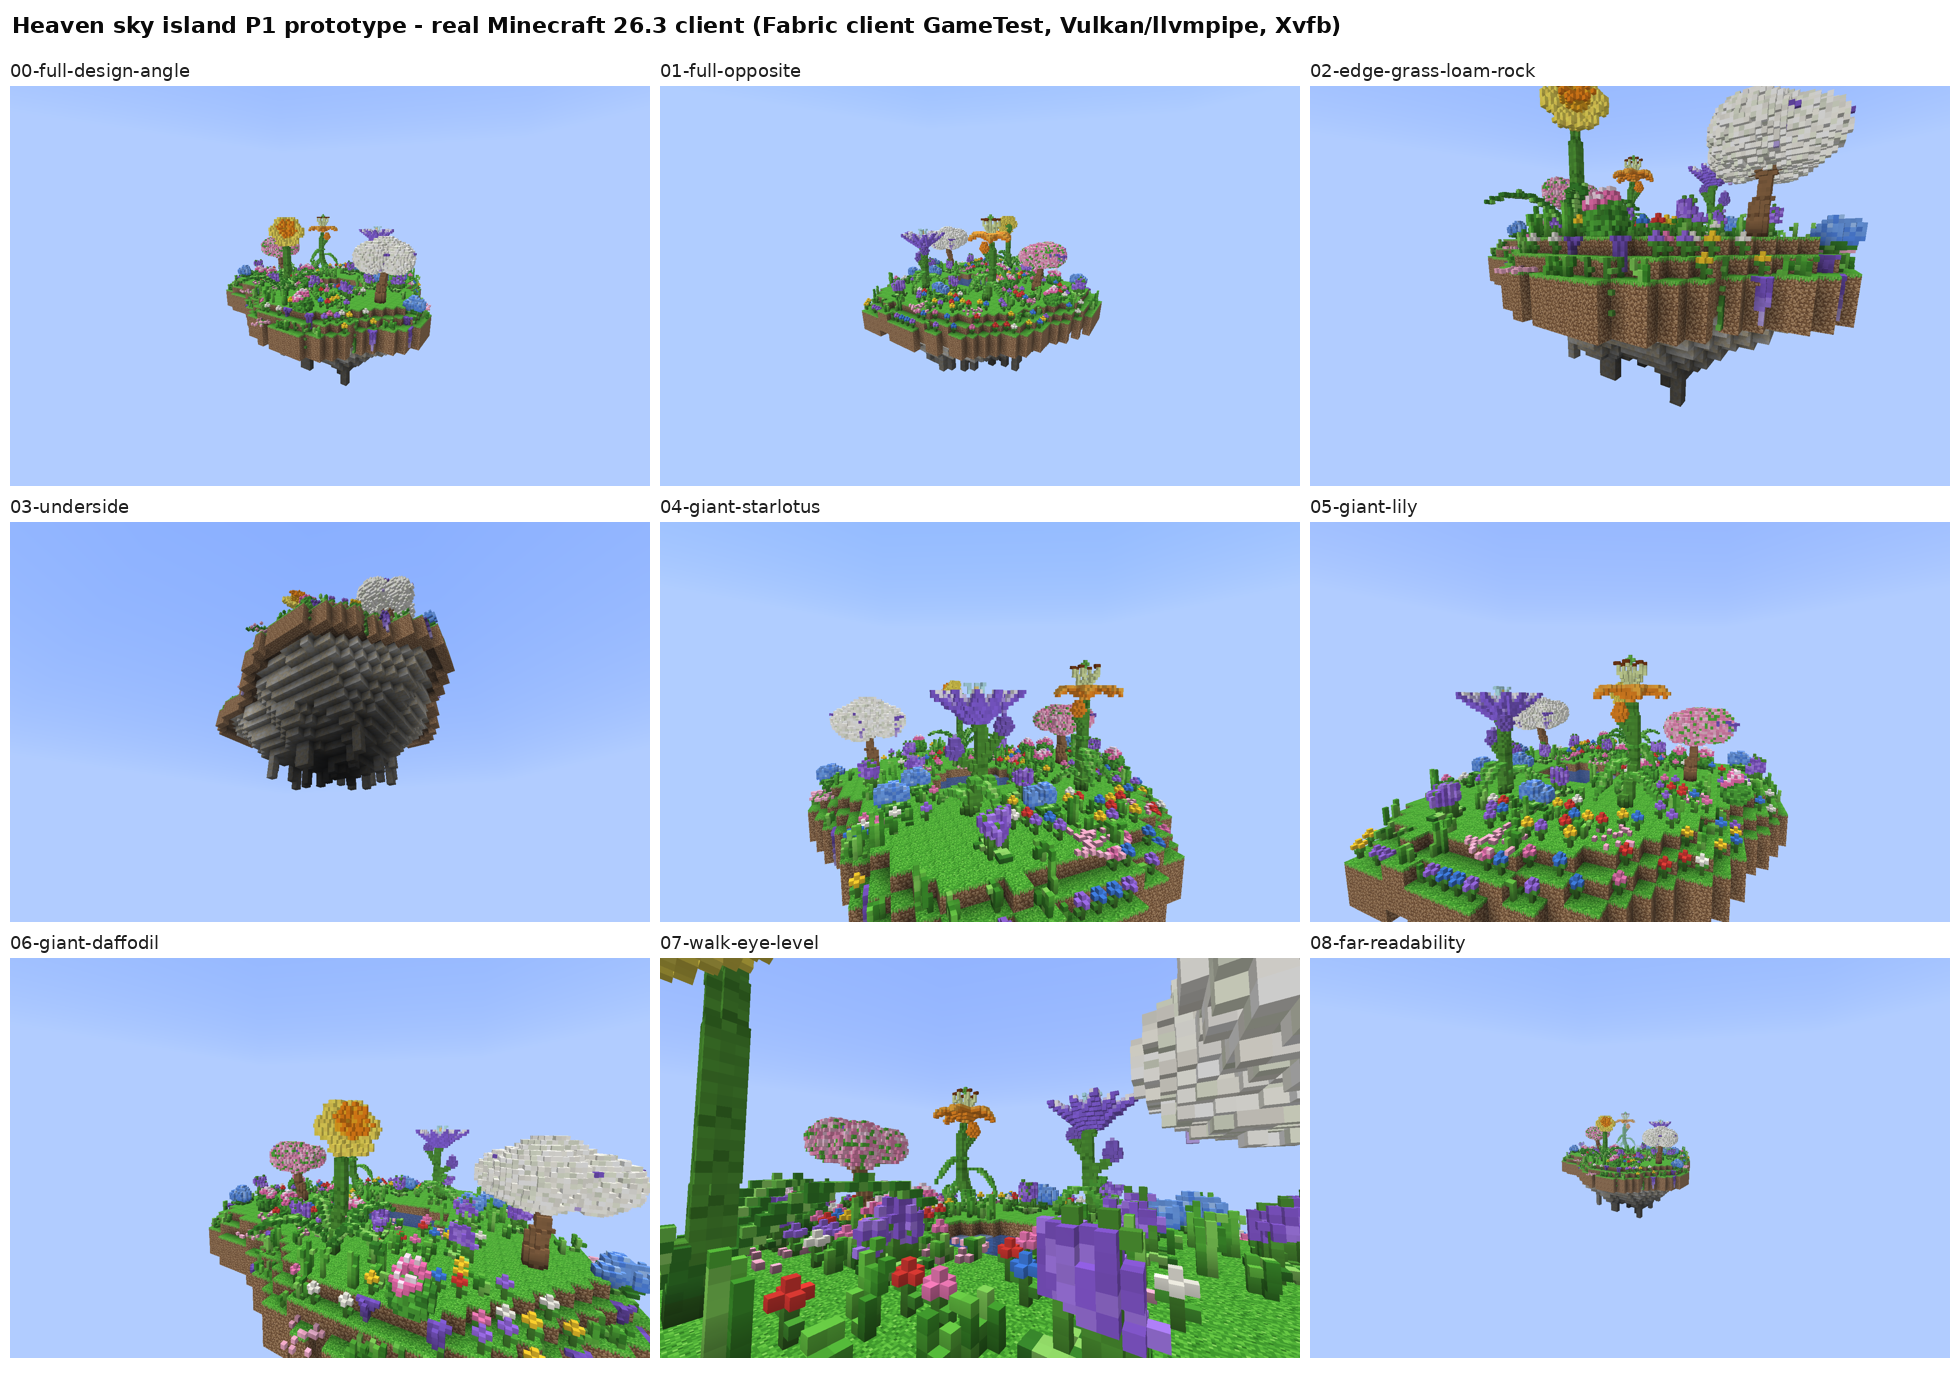 Heaven sky island P1 prototype - real Minecraft 26.3 client (Fabric client GameTest, Vulkan/llvmpipe, Xvfb)
00-full-design-angle
01-full-opposite
02-edge-grass-loam-rock
03-underside
04-giant-starlotus
05-giant-lily
06-giant-daffodil
07-walk-eye-level
08-far-readability